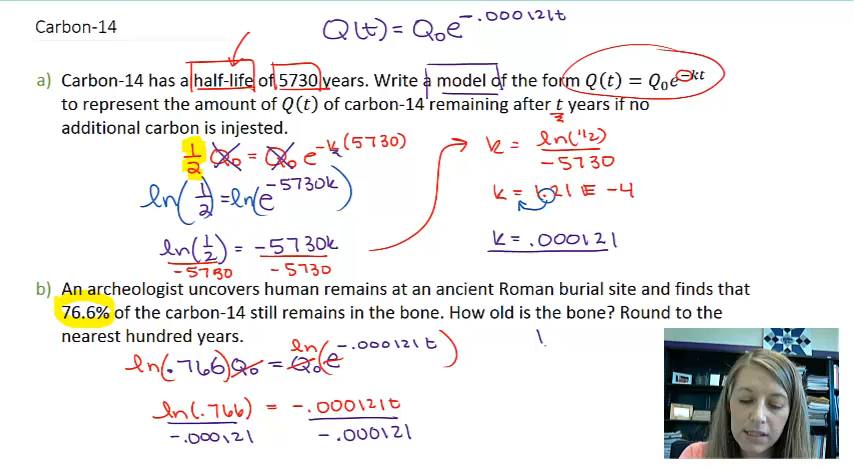 Carbon-14
Q(t) = Q₀e^-.000121t
a) Carbon-14 has a half-life of 5730 years. Write a model of the form Q(t) = Q₀e^−kt
to represent the amount of Q(t) of carbon-14 remaining after t years if no
additional carbon is injested.
1/2 Q₀ = Q₀ e^-k(5730)
ln(1/2) = ln(e^-5730k)
ln(1/2) = -5730k
-5730 -5730
k = ln(1/2)
-5730
k = 1.21 E -4
k = .000121
b) An archeologist uncovers human remains at an ancient Roman burial site and finds that
76.6% of the carbon-14 still remains in the bone. How old is the bone? Round to the
nearest hundred years.
ln(.766)Q₀ = ln(Q₀e^-.000121t)
ln(.766) = -.000121t
-.000121 -.000121